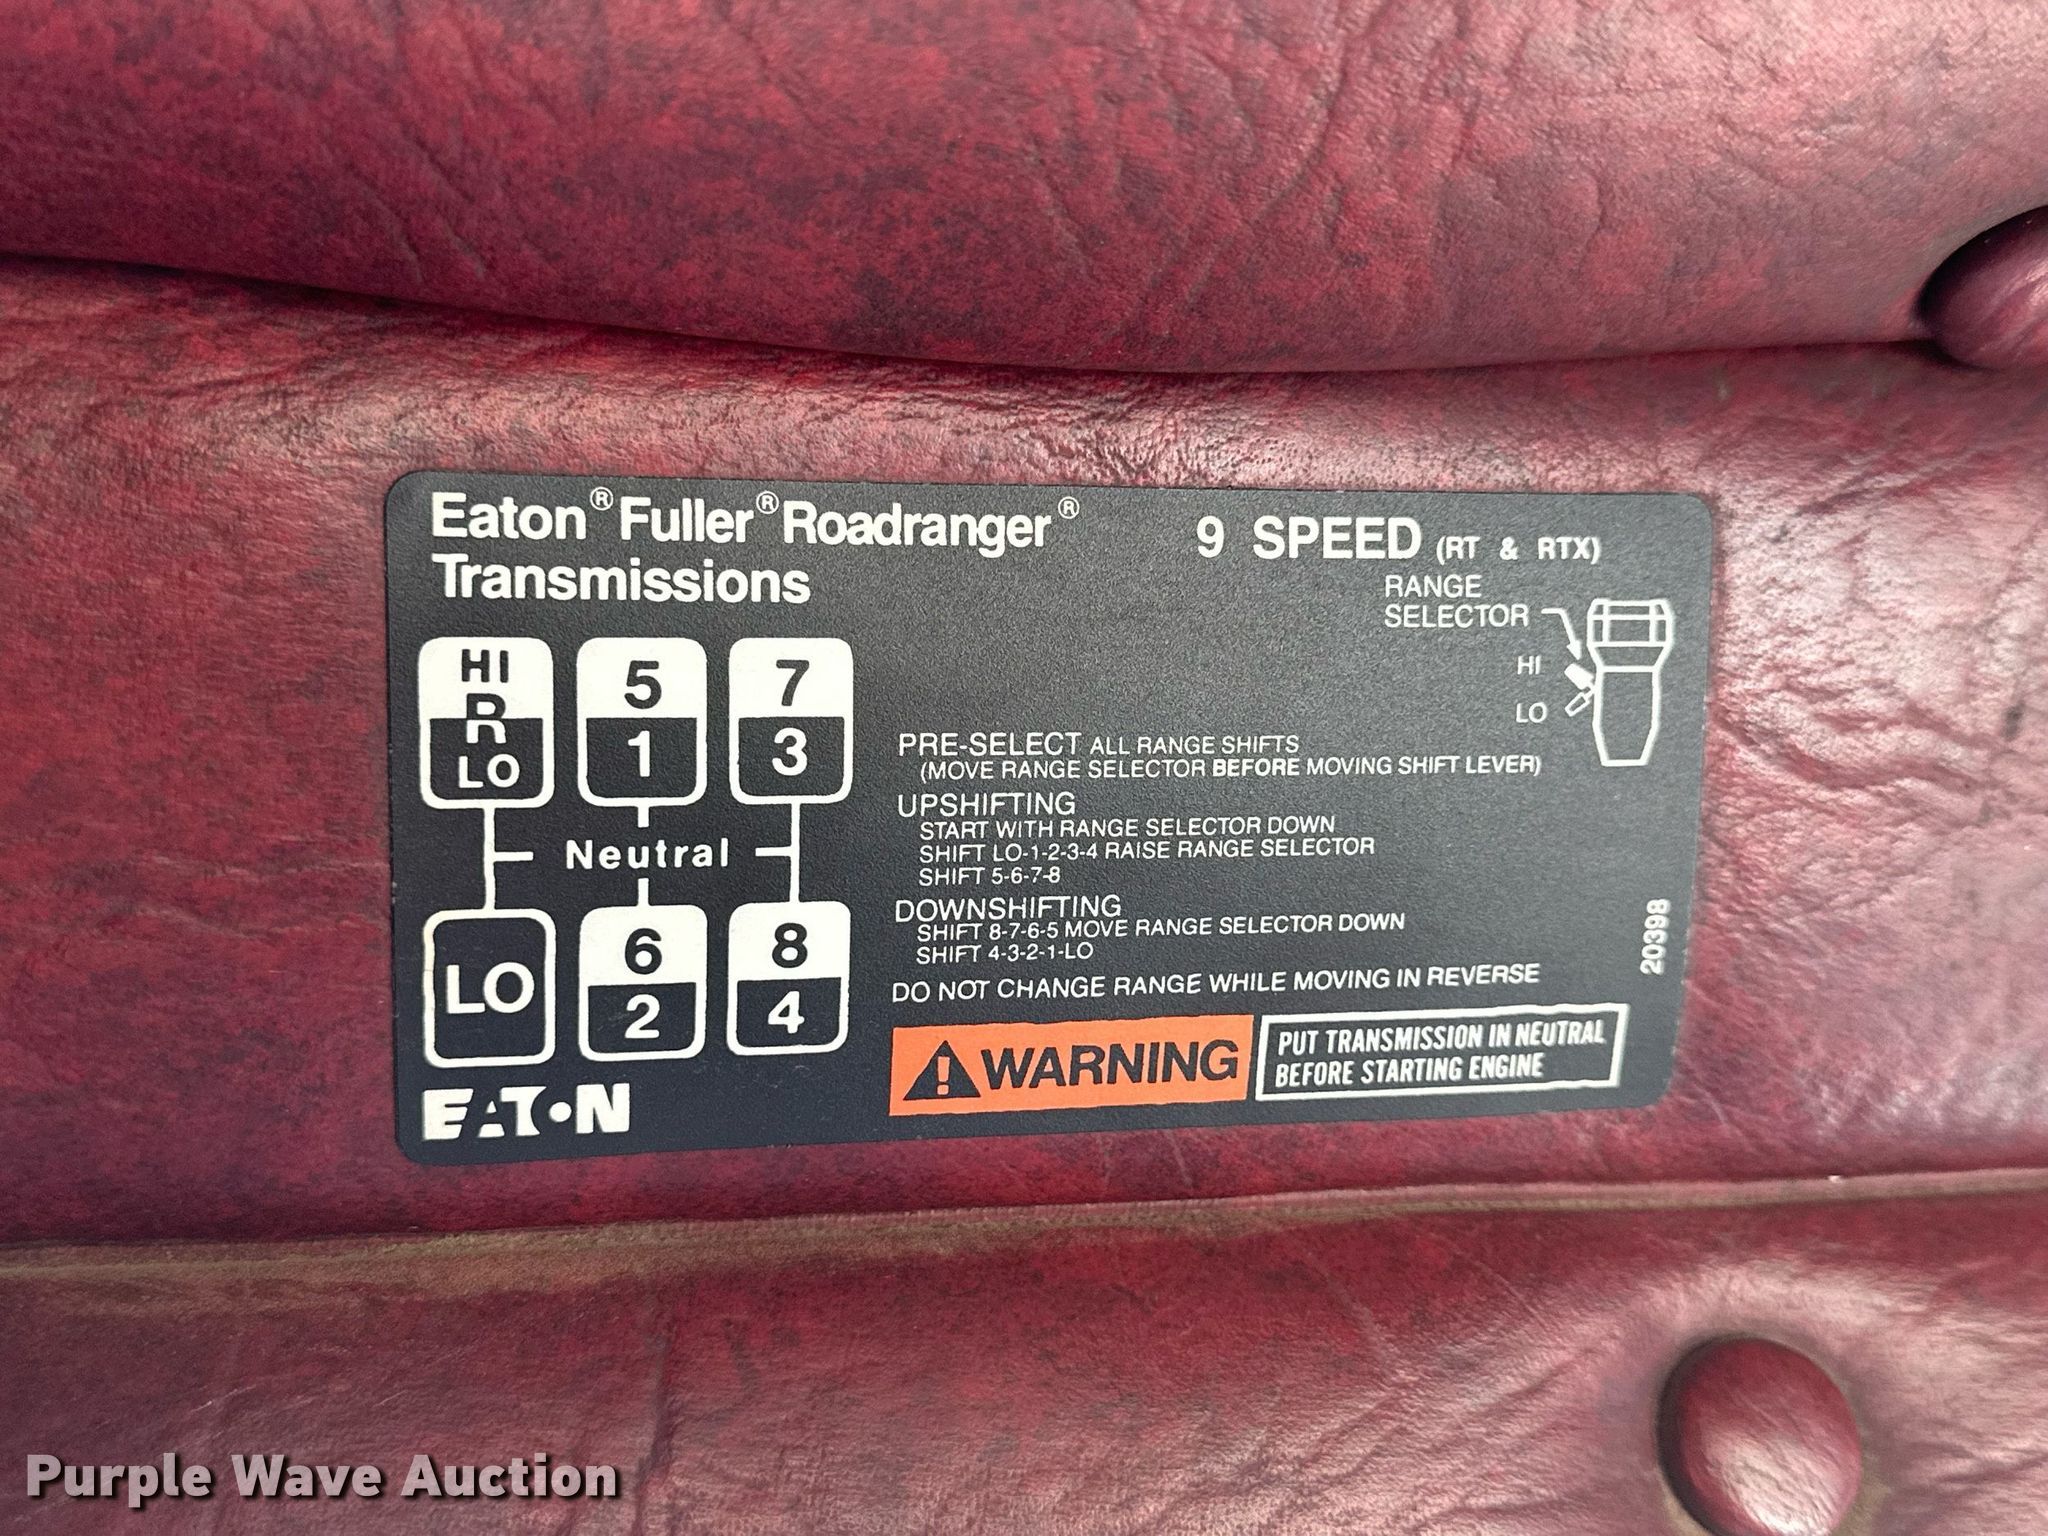 Eaton® Fuller® Roadranger®
Transmissions
9 SPEED (RT & RTX)
RANGE
SELECTOR
HI
LO
HI
R
R
LO
5
1
7
3
Neutral
LO
6
2
8
4
PRE-SELECT ALL RANGE SHIFTS
(MOVE RANGE SELECTOR BEFORE MOVING SHIFT LEVER)
UPSHIFTING
START WITH RANGE SELECTOR DOWN
SHIFT LO-1-2-3-4 RAISE RANGE SELECTOR
SHIFT 5-6-7-8
DOWNSHIFTING
SHIFT 8-7-6-5 MOVE RANGE SELECTOR DOWN
SHIFT 4-3-2-1-LO
DO NOT CHANGE RANGE WHILE MOVING IN REVERSE
20398
WARNING
PUT TRANSMISSION IN NEUTRAL
BEFORE STARTING ENGINE
EATON
Purple Wave Auction